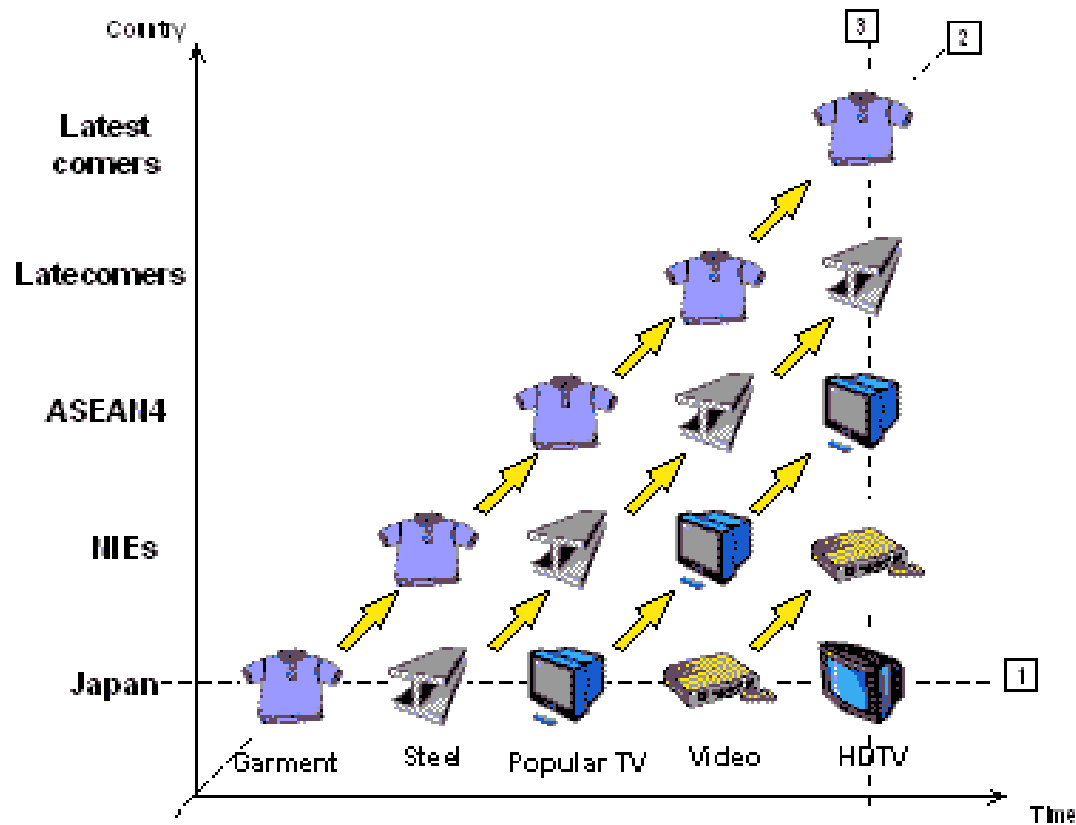 Country
3
2
Latest
comers
Latecomers
ASEAN4
NIEs
Japan
1
Garment
Steel
Popular TV
Video
HDTV
Time